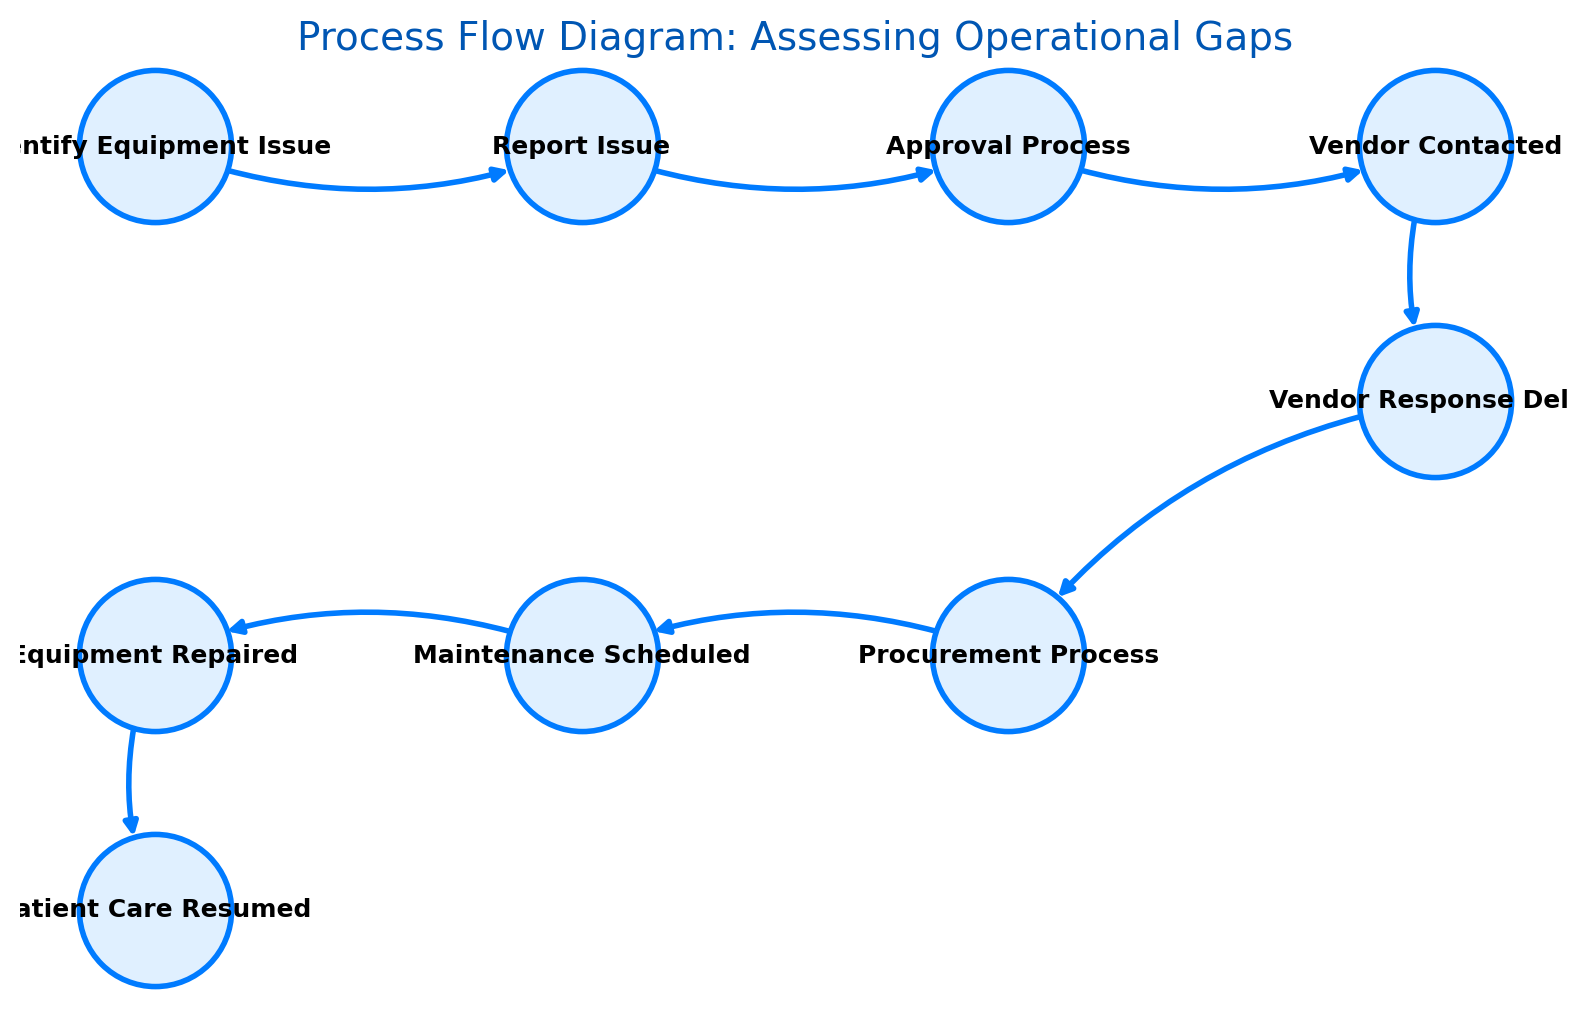 Process Flow Diagram: Assessing Operational Gaps
entify Equipment Issue
Report Issue
Approval Process
Vendor Contacted
Vendor Response Del
Equipment Repaired
Maintenance Scheduled
Procurement Process
atient Care Resumed